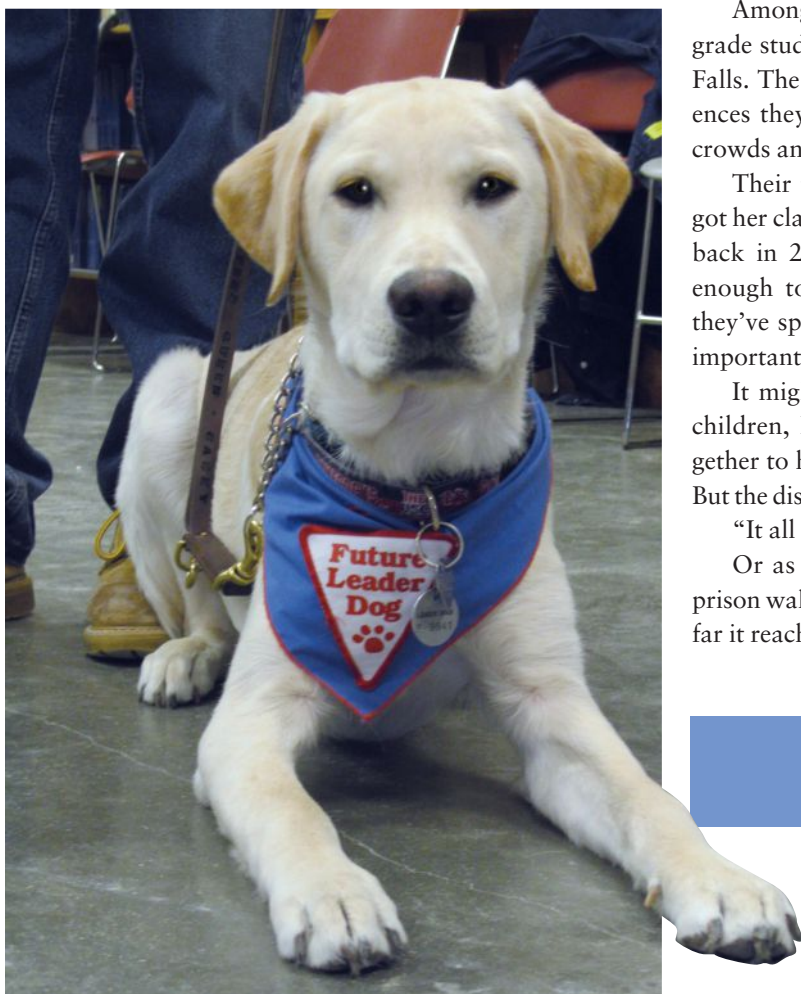 Among
grade stud
Falls. The
ences they
crowds an
Their
got her cla
back in 2
enough to
they’ve sp
important
It mig
children,
gether to h
But the dis
“It all
Or as
prison wal
far it reach
Future
Leader
Dog